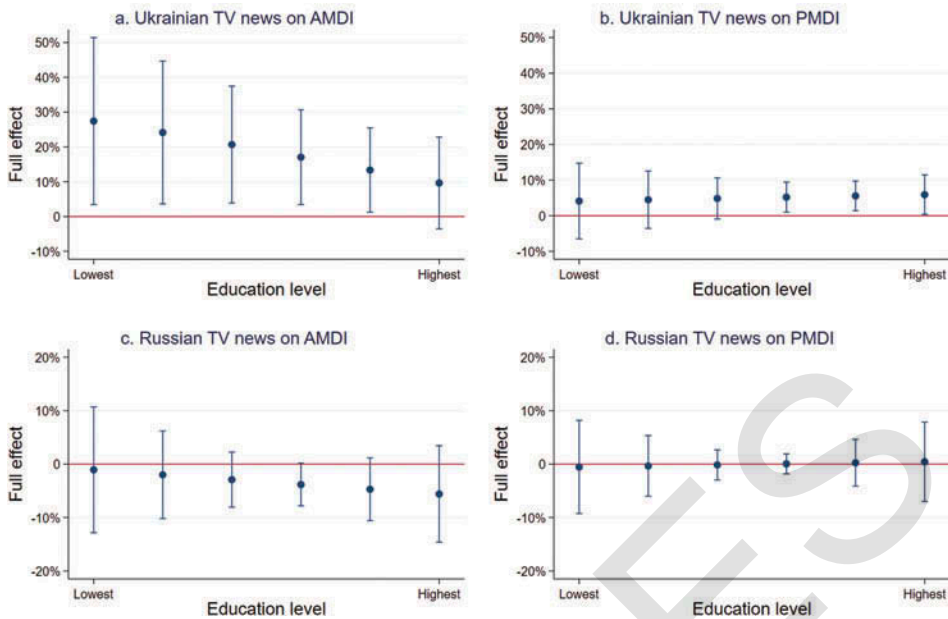 a. Ukrainian TV news on AMDI
50%
40%
30%
20%
10%
0
-10%
Full effect
Lowest
Highest
Education level
b. Ukrainian TV news on PMDI
50%
40%
30%
20%
10%
0
-10%
Full effect
Lowest
Highest
Education level
c. Russian TV news on AMDI
20%
10%
0
-10%
-20%
Full effect
Lowest
Highest
Education level
d. Russian TV news on PMDI
20%
10%
0
-10%
-20%
Full effect
Lowest
Highest
Education level
ES